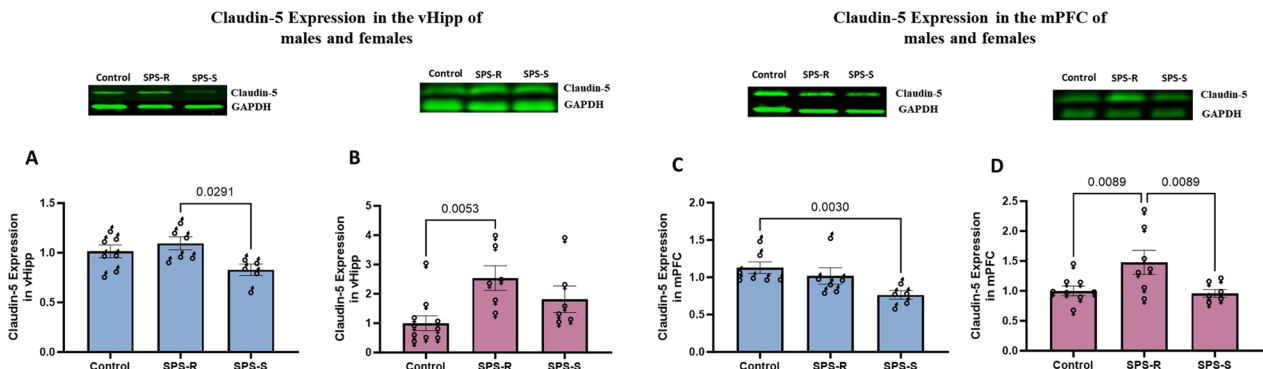 Claudin-5 Expression in the vHipp of
males and females
Control SPS-R SPS-S
Claudin-5
GAPDH
Control SPS-R SPS-S
Claudin-5
GAPDH
A
0.0291
1.5
1.0
0.5
0.0
Claudin-5 Expression
in vHipp
Control SPS-R SPS-S
B
0.0053
5
4
3
2
1
0
Claudin-5 Expression
in vHipp
Control SPS-R SPS-S
Claudin-5 Expression in the mPFC of
males and females
Control SPS-R SPS-S
Claudin-5
GAPDH
Control SPS-R SPS-S
Claudin-5
GAPDH
C
0.0030
2.0
1.5
1.0
0.5
0.0
Claudin-5 Expression
in mPFC
Control SPS-R SPS-S
D
0.0089 0.0089
2.5
2.0
1.5
1.0
0.5
0.0
Claudin-5 Expression
in mPFC
Control SPS-R SPS-S